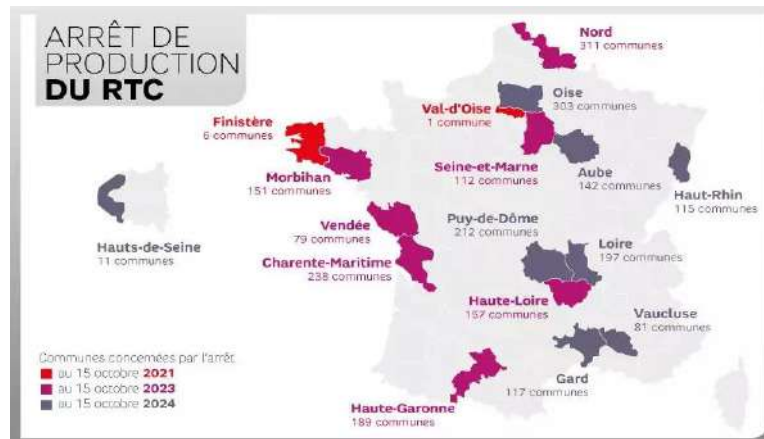 ARRÊT DE
PRODUCTION
DU RTC
Nord
311 communes
Oise
303 communes
Val-d'Oise
1 commune
Finistère
6 communes
Morbihan
151 communes
Seine-et-Marne
112 communes
Aube
142 communes
Haut-Rhin
115 communes
Hauts-de-Seine
11 communes
Vendée
79 communes
Puy-de-Dôme
212 communes
Charente-Maritime
238 communes
Loire
197 communes
Haute-Loire
157 communes
Vaucluse
81 communes
Gard
117 communes
Haute-Garonne
189 communes
Communes concernées par l'arrêt
au 15 octobre 2021
au 15 octobre 2023
au 15 octobre 2024